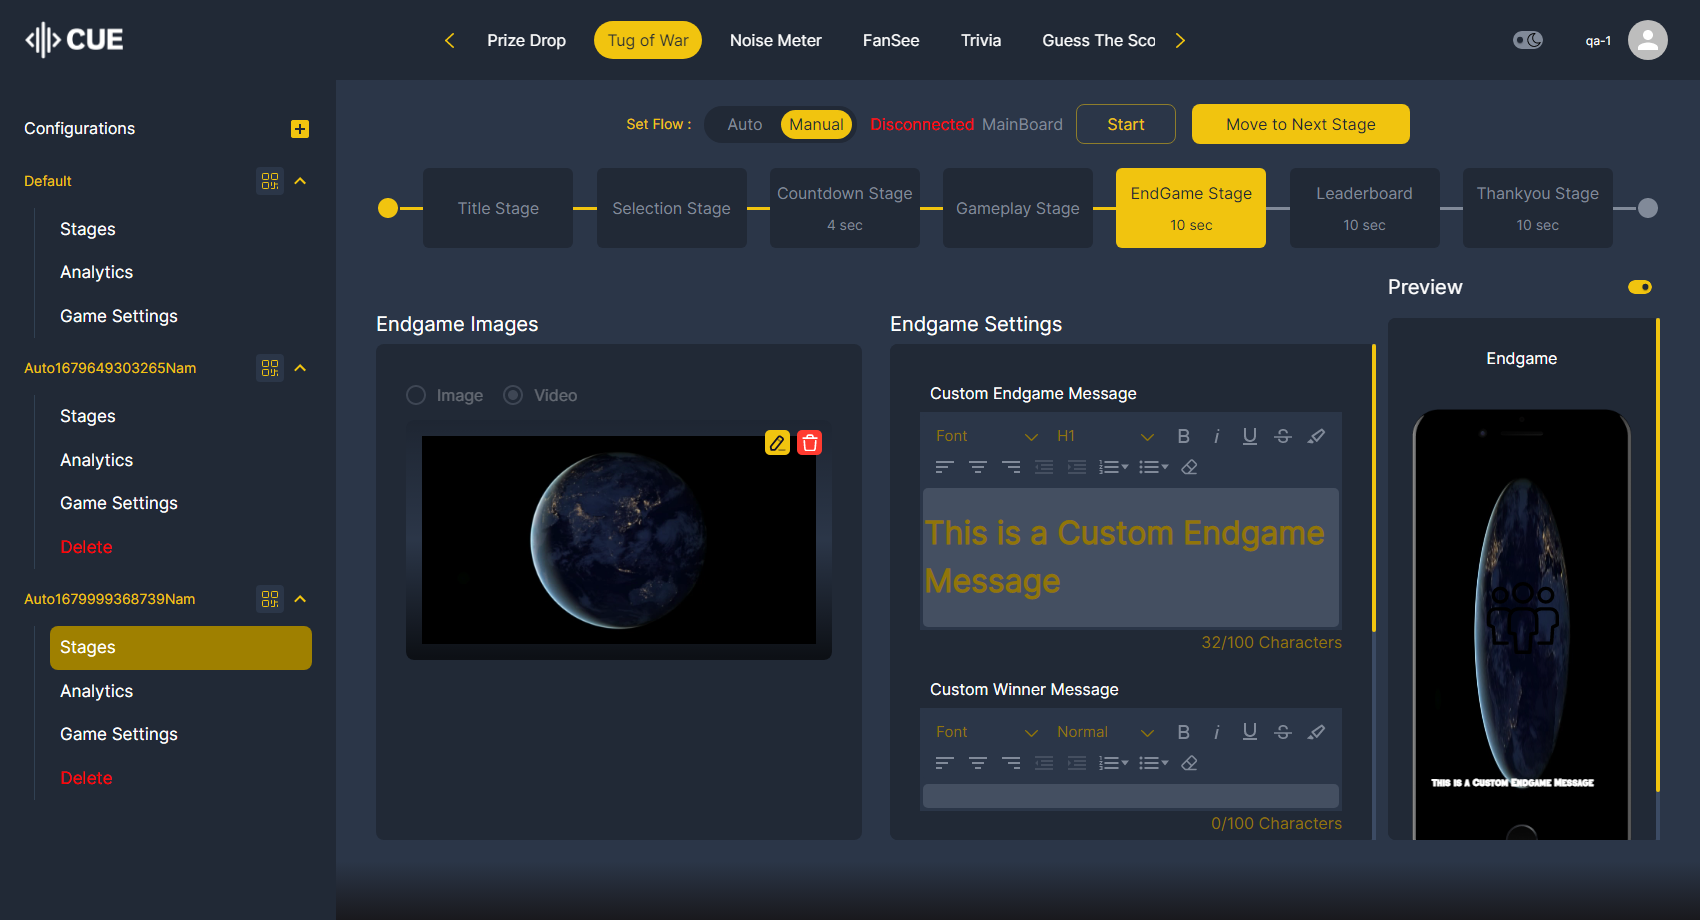 CUE
Prize Drop
Tug of War
Noise Meter
FanSee
Trivia
Guess The Sco
qa-1
Configurations
Default
Stages
Analytics
Game Settings
Auto1679649303265Nam
Stages
Analytics
Game Settings
Delete
Auto1679999368739Nam
Stages
Analytics
Game Settings
Delete
Set Flow :
Auto
Manual
Disconnected MainBoard
Start
Move to Next Stage
Title Stage
Selection Stage
Countdown Stage
4 sec
Gameplay Stage
EndGame Stage
10 sec
Leaderboard
10 sec
Thankyou Stage
10 sec
Endgame Images
Image
Video
Endgame Settings
Custom Endgame Message
Font
H1
B
i
U
S
This is a Custom Endgame
Message
32/100 Characters
Custom Winner Message
Font
Normal
B
i
U
S
0/100 Characters
Preview
Endgame
This is a Custom Endgame Message